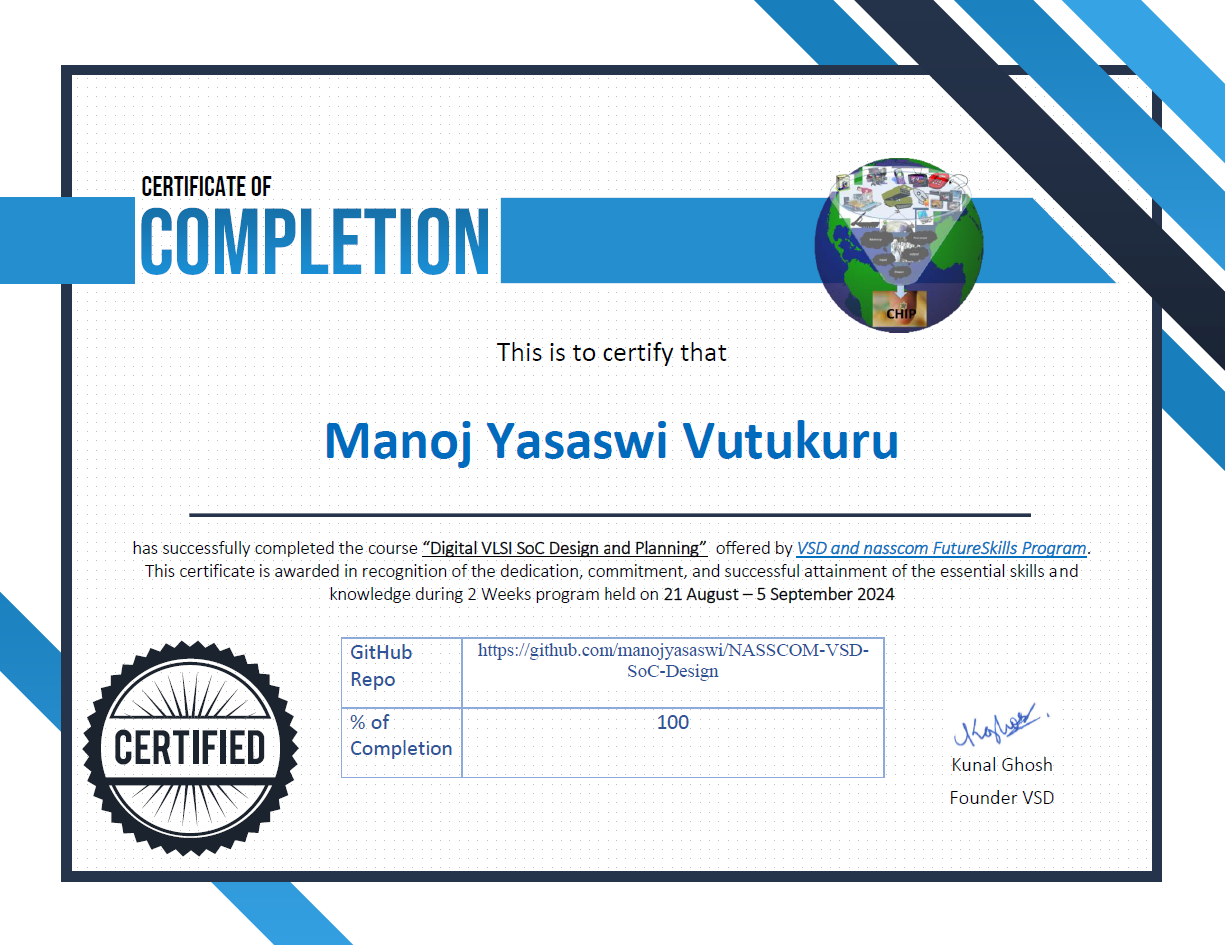 CERTIFICATE OF
COMPLETION
CHIP
This is to certify that
Manoj Yasaswi Vutukuru
has successfully completed the course “Digital VLSI SoC Design and Planning” offered by VSD and nasscom FutureSkills Program.
This certificate is awarded in recognition of the dedication, commitment, and successful attainment of the essential skills and
knowledge during 2 Weeks program held on 21 August – 5 September 2024
GitHub
Repo
https://github.com/manojyasaswi/NASSCOM-VSD-
SoC-Design
% of
Completion
100
CERTIFIED
Kunal Ghosh
Founder VSD